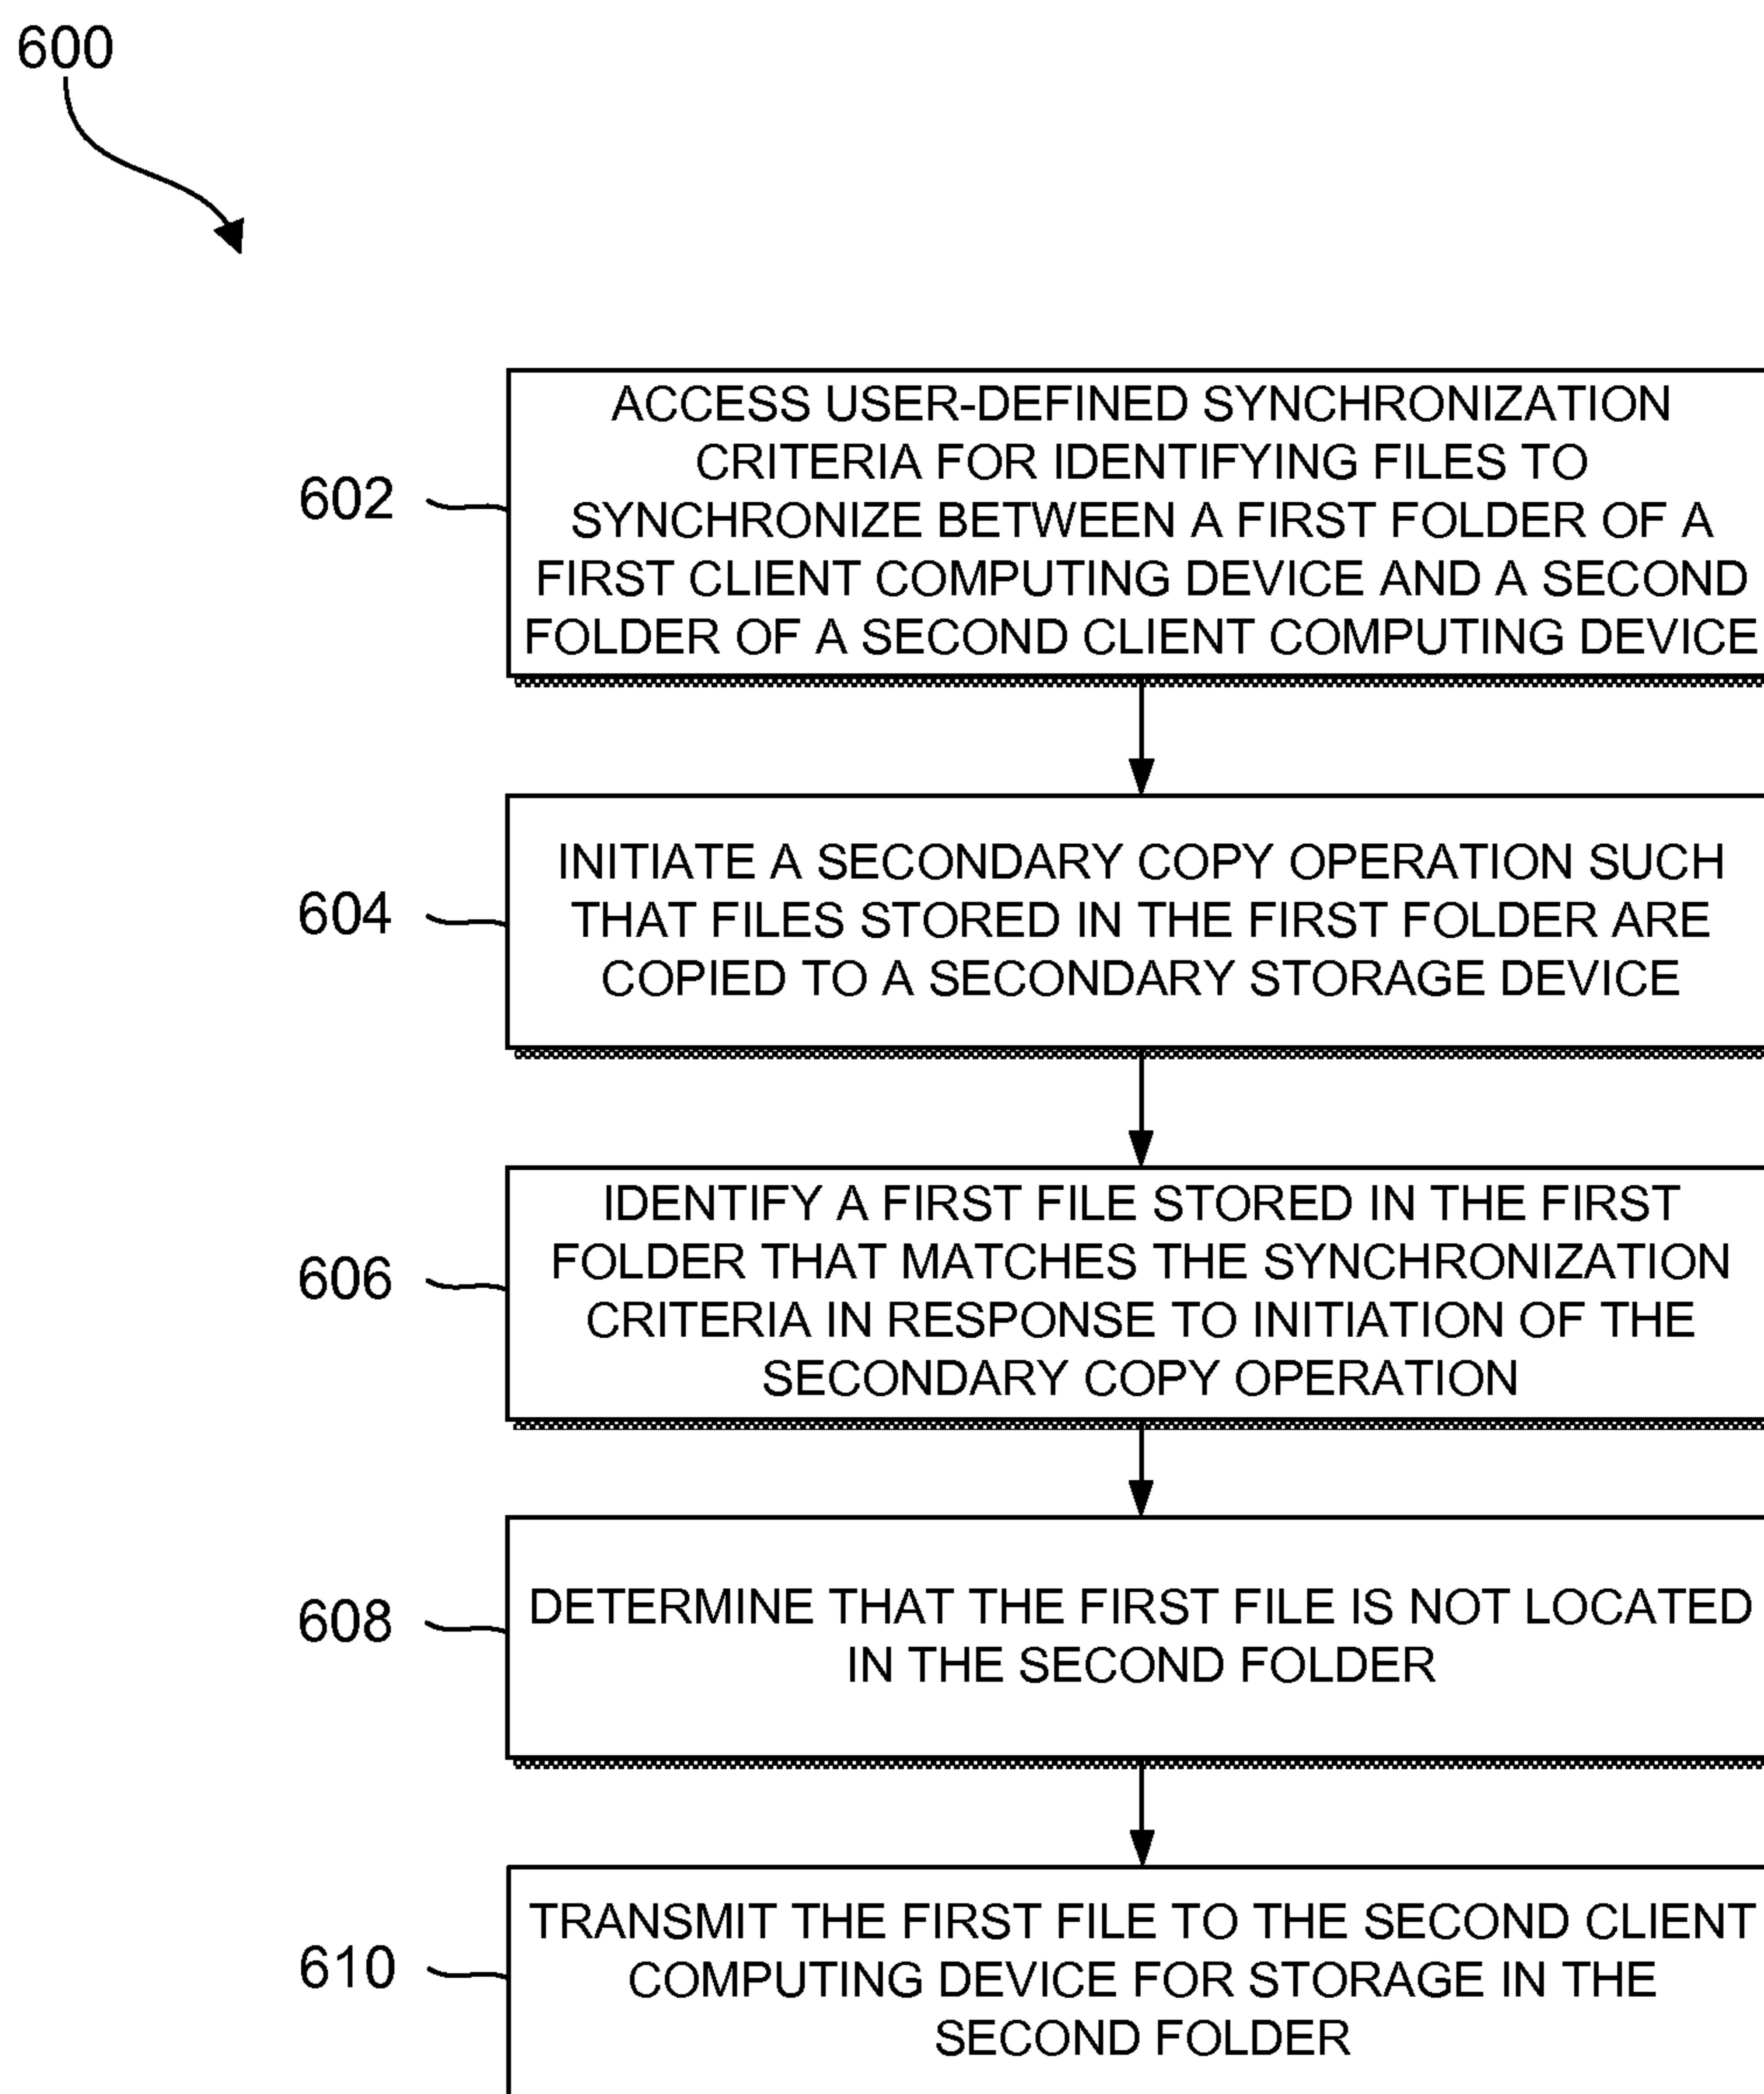 600
602
ACCESS USER-DEFINED SYNCHRONIZATION
CRITERIA FOR IDENTIFYING FILES TO
SYNCHRONIZE BETWEEN A FIRST FOLDER OF A
FIRST CLIENT COMPUTING DEVICE AND A SECOND
FOLDER OF A SECOND CLIENT COMPUTING DEVICE
604
INITIATE A SECONDARY COPY OPERATION SUCH
THAT FILES STORED IN THE FIRST FOLDER ARE
COPIED TO A SECONDARY STORAGE DEVICE
606
IDENTIFY A FIRST FILE STORED IN THE FIRST
FOLDER THAT MATCHES THE SYNCHRONIZATION
CRITERIA IN RESPONSE TO INITIATION OF THE
SECONDARY COPY OPERATION
608
DETERMINE THAT THE FIRST FILE IS NOT LOCATED
IN THE SECOND FOLDER
610
TRANSMIT THE FIRST FILE TO THE SECOND CLIENT
COMPUTING DEVICE FOR STORAGE IN THE
SECOND FOLDER